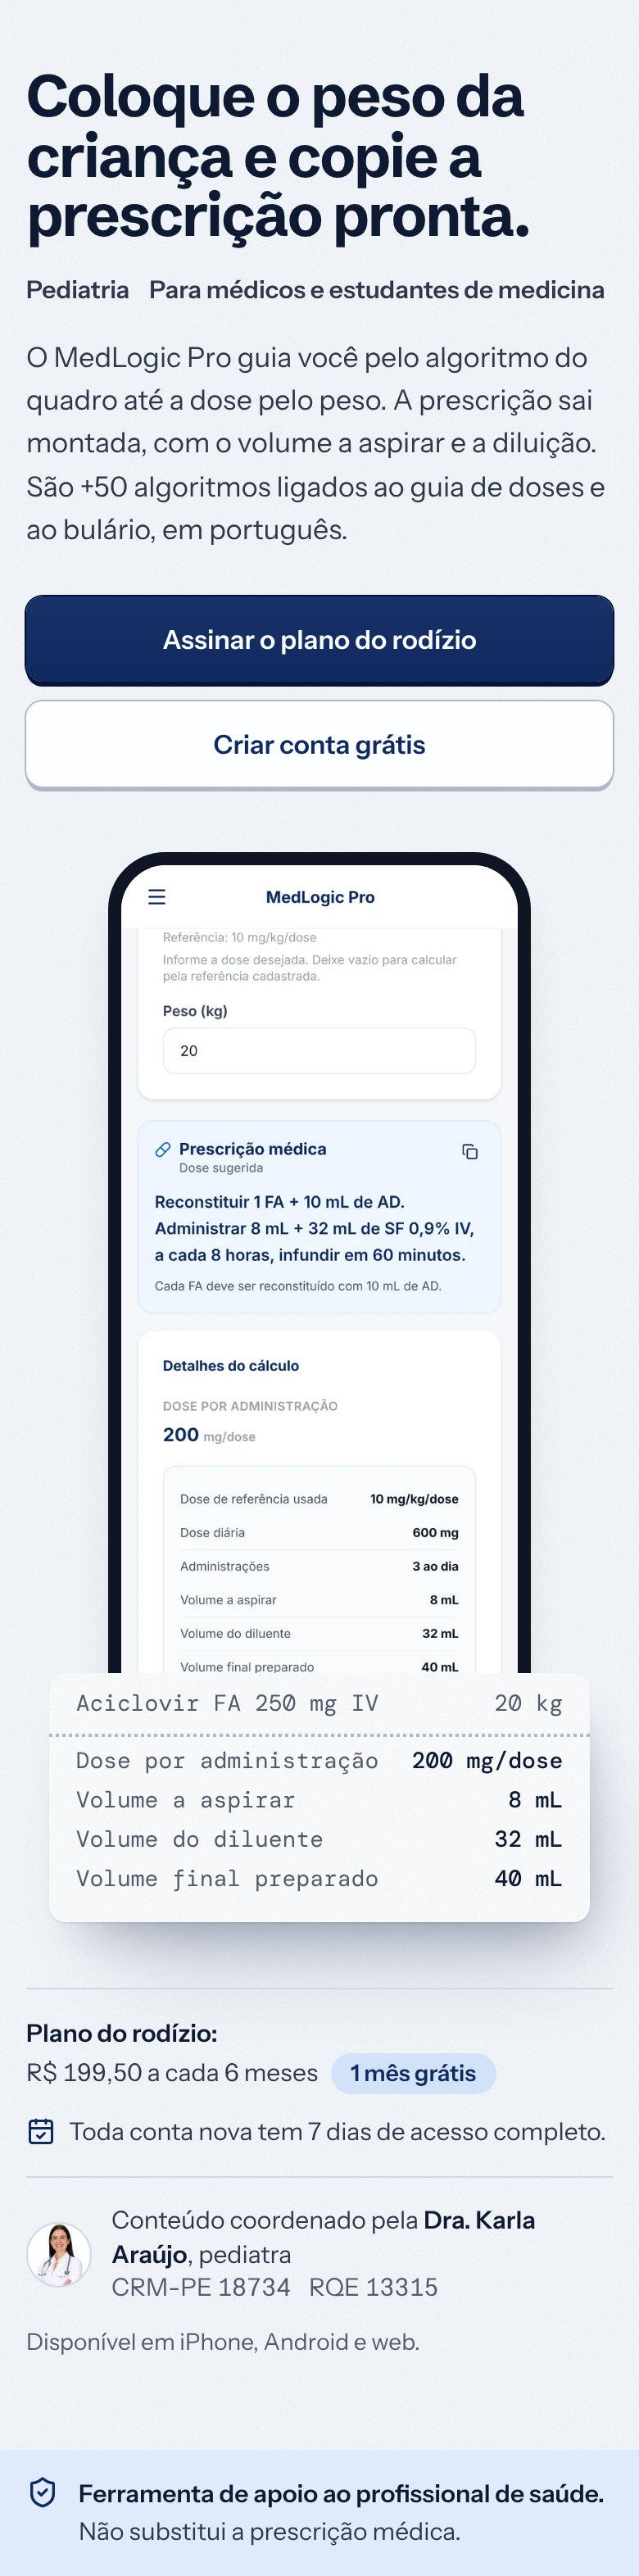 Coloque o peso da
criança e copie a
prescrição pronta.
Pediatria Para médicos e estudantes de medicina
O MedLogic Pro guia você pelo algoritmo do
quadro até a dose pelo peso. A prescrição sai
montada, com o volume a aspirar e a diluição.
São +50 algoritmos ligados ao guia de doses e
ao bulário, em português.
Assinar o plano do rodízio
Criar conta grátis
MedLogic Pro
Referência: 10 mg/kg/dose
Informe a dose desejada. Deixe vazio para calcular
pela referência cadastrada.
Peso (kg)
20
Prescrição médica
Dose sugerida
Reconstituir 1 FA + 10 mL de AD.
Administrar 8 mL + 32 mL de SF 0,9% IV,
a cada 8 horas, infundir em 60 minutos.
Cada FA deve ser reconstituído com 10 mL de AD.
Detalhes do cálculo
DOSE POR ADMINISTRAÇÃO
200 mg/dose
Dose de referência usada 10 mg/kg/dose
Dose diária 600 mg
Administrações 3 ao dia
Volume a aspirar 8 mL
Volume do diluente 32 mL
Volume final preparado 40 mL
Aciclovir FA 250 mg IV 20 kg
Dose por administração 200 mg/dose
Volume a aspirar 8 mL
Volume do diluente 32 mL
Volume final preparado 40 mL
Plano do rodízio:
R$ 199,50 a cada 6 meses 1 mês grátis
Toda conta nova tem 7 dias de acesso completo.
Conteúdo coordenado pela Dra. Karla
Araújo, pediatra
CRM-PE 18734 RQE 13315
Disponível em iPhone, Android e web.
Ferramenta de apoio ao profissional de saúde.
Não substitui a prescrição médica.